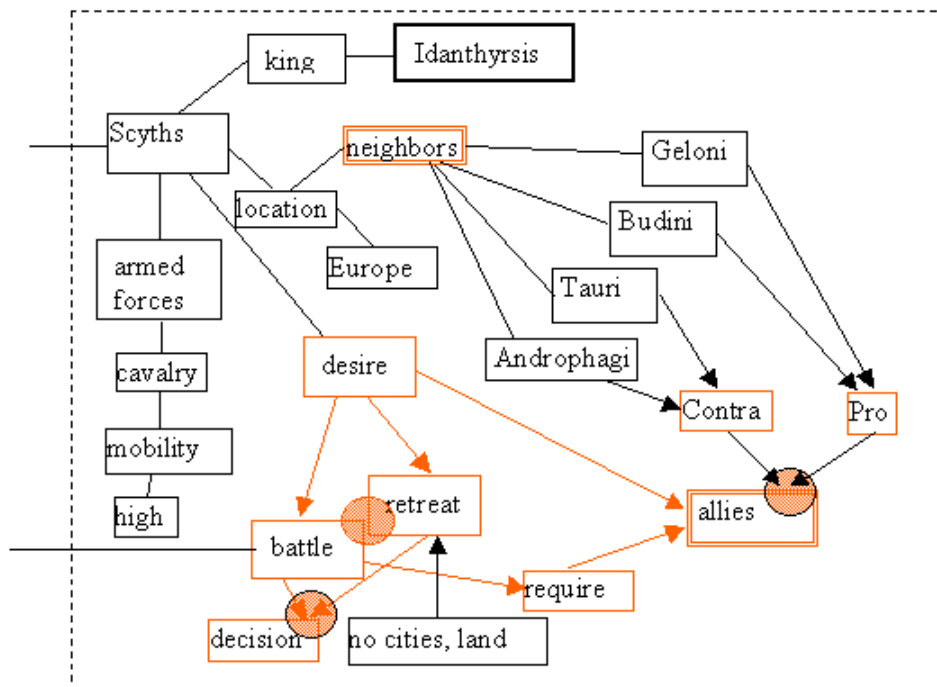 king
Idanthyrsis
Scyths
neighbors
Geloni
location
Budini
armed
forces
Europe
Tauri
Androphagi
desire
cavalry
Contra
Pro
mobility
high
retreat
allies
battle
require
decision
no cities, land